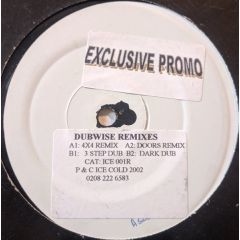 EXCLUSIVE PROMO
DUBWISE REMIXES
A1: 4X4 REMIX A2: DOORS REMIX
B1: 3 STEP DUB B2: DARK DUB
CAT: ICE 001R
P & C ICE COLD 2002
0208 222 6583